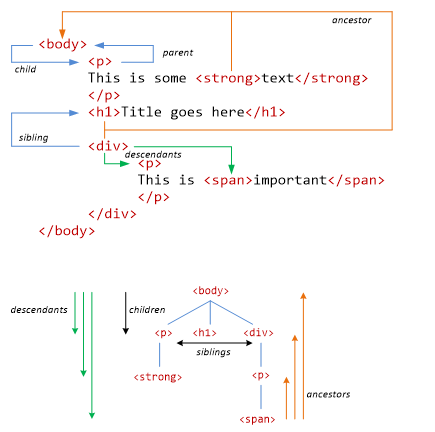 ancestor
<body>
parent
<p>
child
This is some <strong>text</strong>
</p>
<h1>Title goes here</h1>
sibling
<div>
descendants
<p>
This is <span>important</span>
</p>
</div>
</body>
<body>
descendants
children
<p> <h1> <div>
siblings
<strong>
<p>
ancestors
<span>